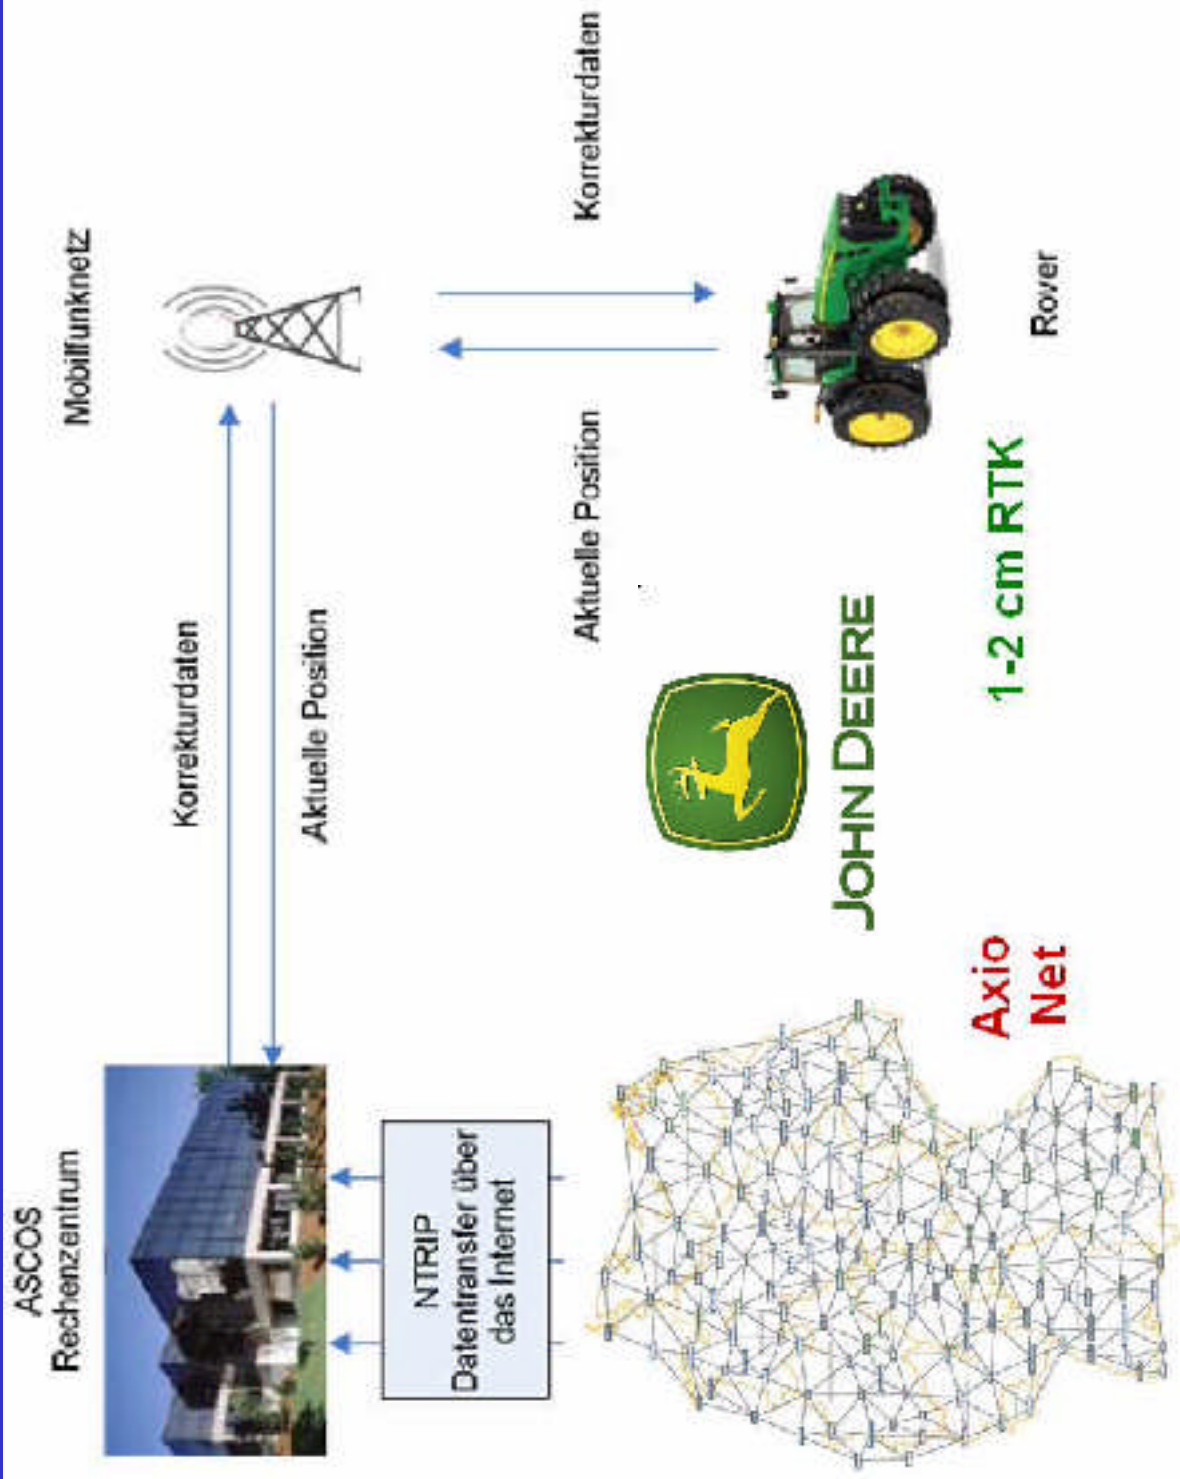 ASCOS
Rechenzentrum
Mobilfunknetz
Korrekturdaten
Aktuelle Position
NTRIP
Datentransfer über
das Internet
Aktuelle Position
Korrekturdaten
JOHN DEERE
Axio
Net
1-2 cm RTK
Rover